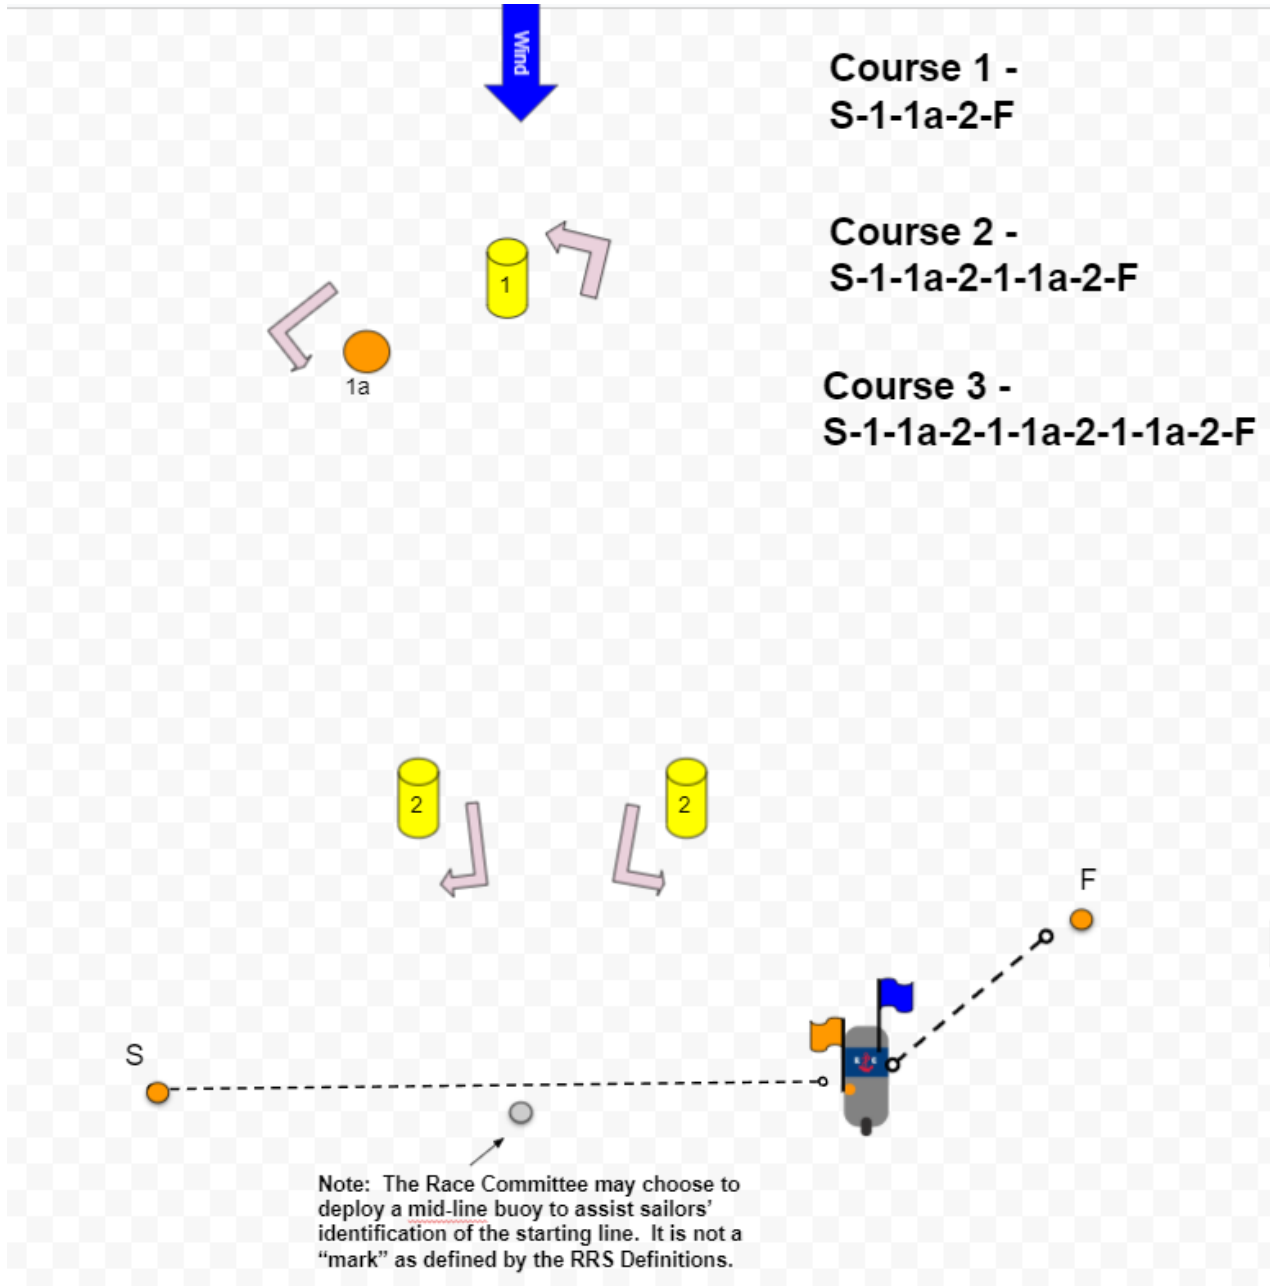 Wind
Course 1 -
S-1-1a-2-F
Course 2 -
S-1-1a-2-1-1a-2-F
Course 3 -
S-1-1a-2-1-1a-2-1-1a-2-F
1
1a
2
2
F
S
Note:  The Race Committee may choose to
deploy a mid-line buoy to assist sailors’
identification of the starting line.  It is not a
“mark” as defined by the RRS Definitions.